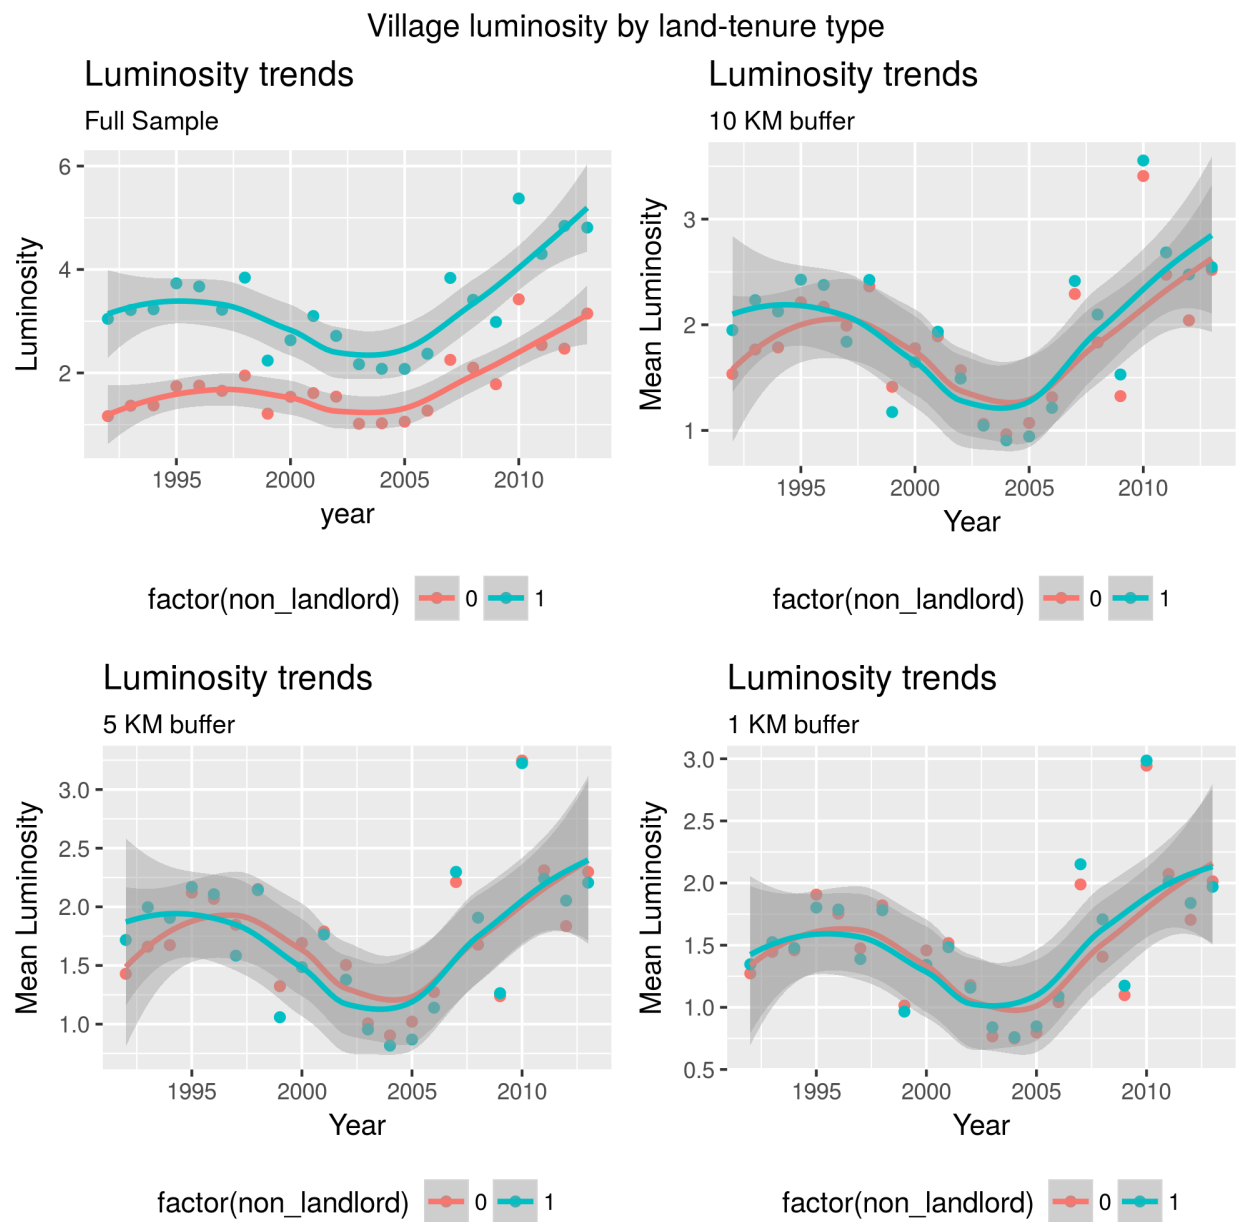 Village luminosity by land-tenure type
Luminosity trends
Full Sample
Luminosity
6
4
2
1995 2000 2005 2010
year
factor(non_landlord) 0 1
Luminosity trends
10 KM buffer
Mean Luminosity
3
2
1
1995 2000 2005 2010
Year
factor(non_landlord) 0 1
Luminosity trends
5 KM buffer
Mean Luminosity
3.0
2.5
2.0
1.5
1.0
1995 2000 2005 2010
Year
factor(non_landlord) 0 1
Luminosity trends
1 KM buffer
Mean Luminosity
3.0
2.5
2.0
1.5
1.0
0.5
1995 2000 2005 2010
Year
factor(non_landlord) 0 1